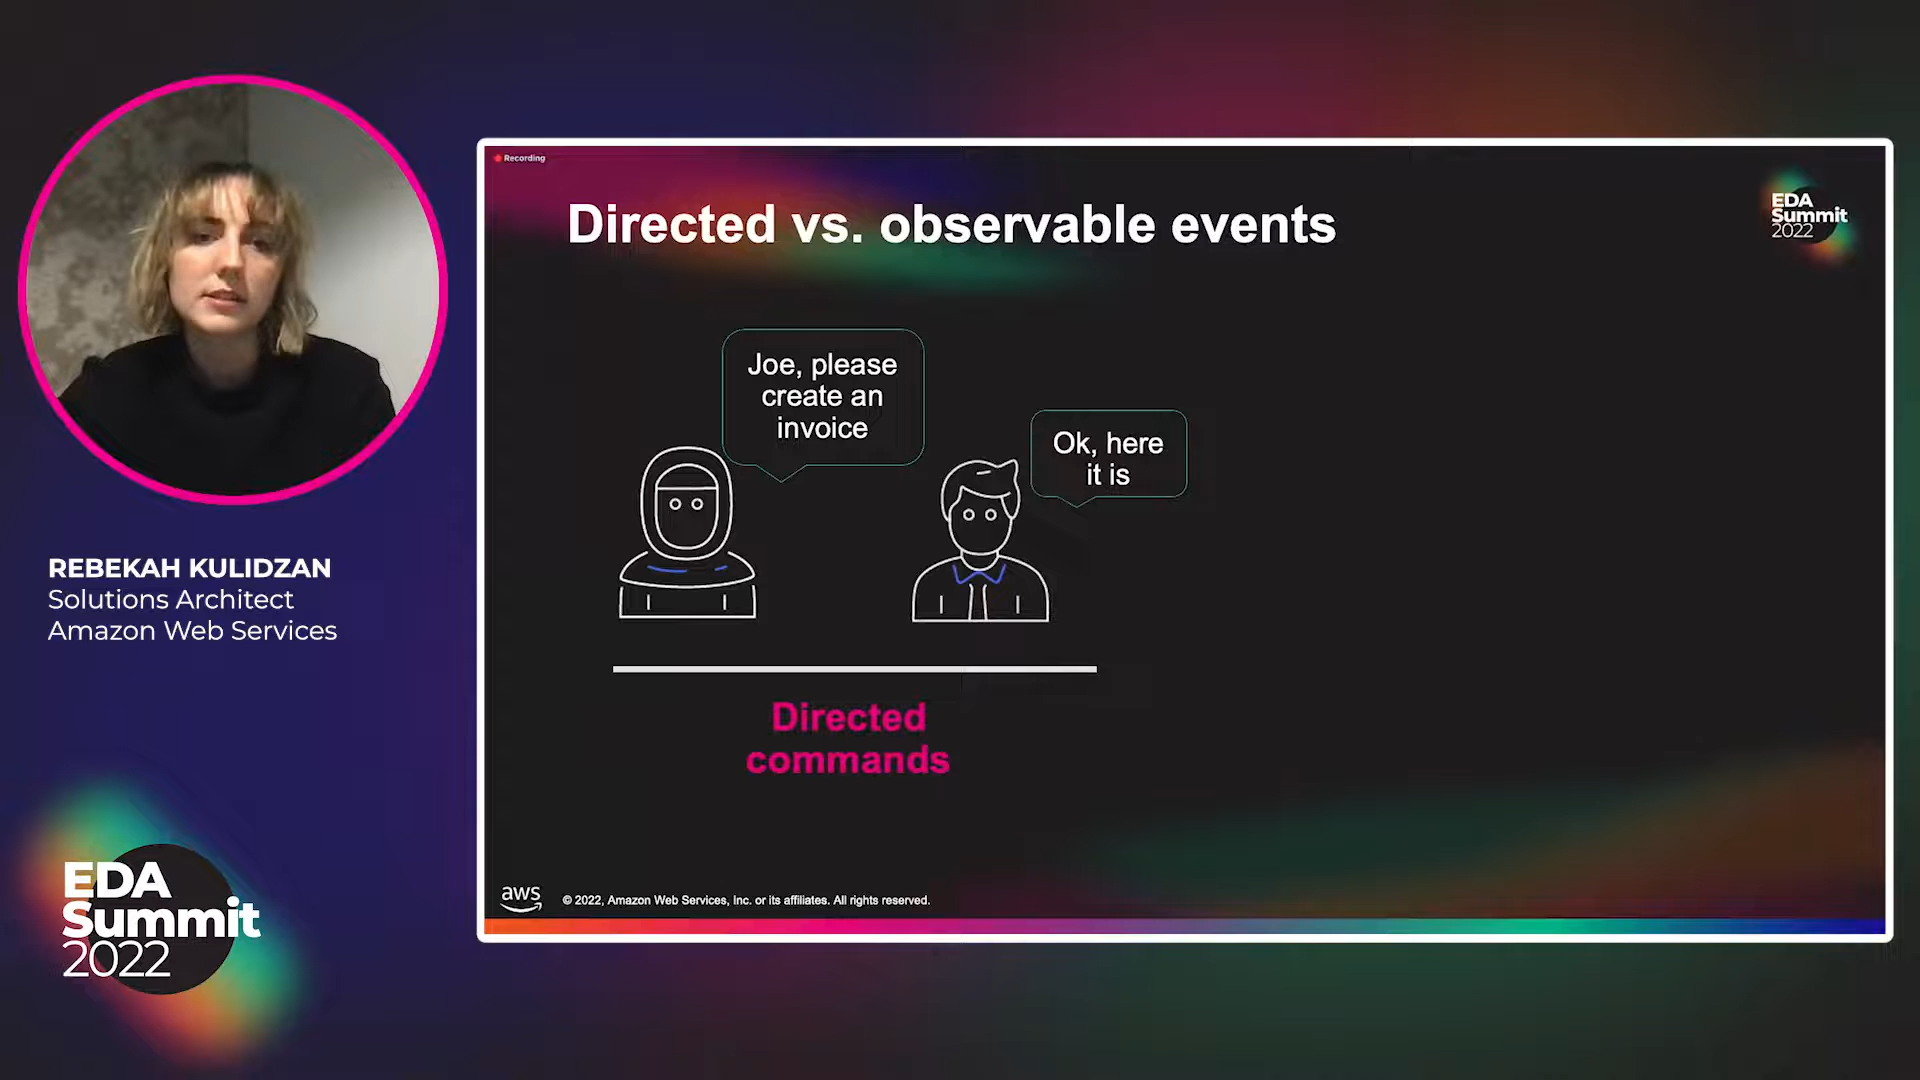 REBEKAH KULIDZAN
Solutions Architect
Amazon Web Services
EDA
Summit
2022
Recording
Directed vs. observable events
EDA
Summit
2022
Joe, please
create an
invoice
Ok, here
it is
Directed
commands
aws
© 2022, Amazon Web Services, Inc. or its affiliates. All rights reserved.